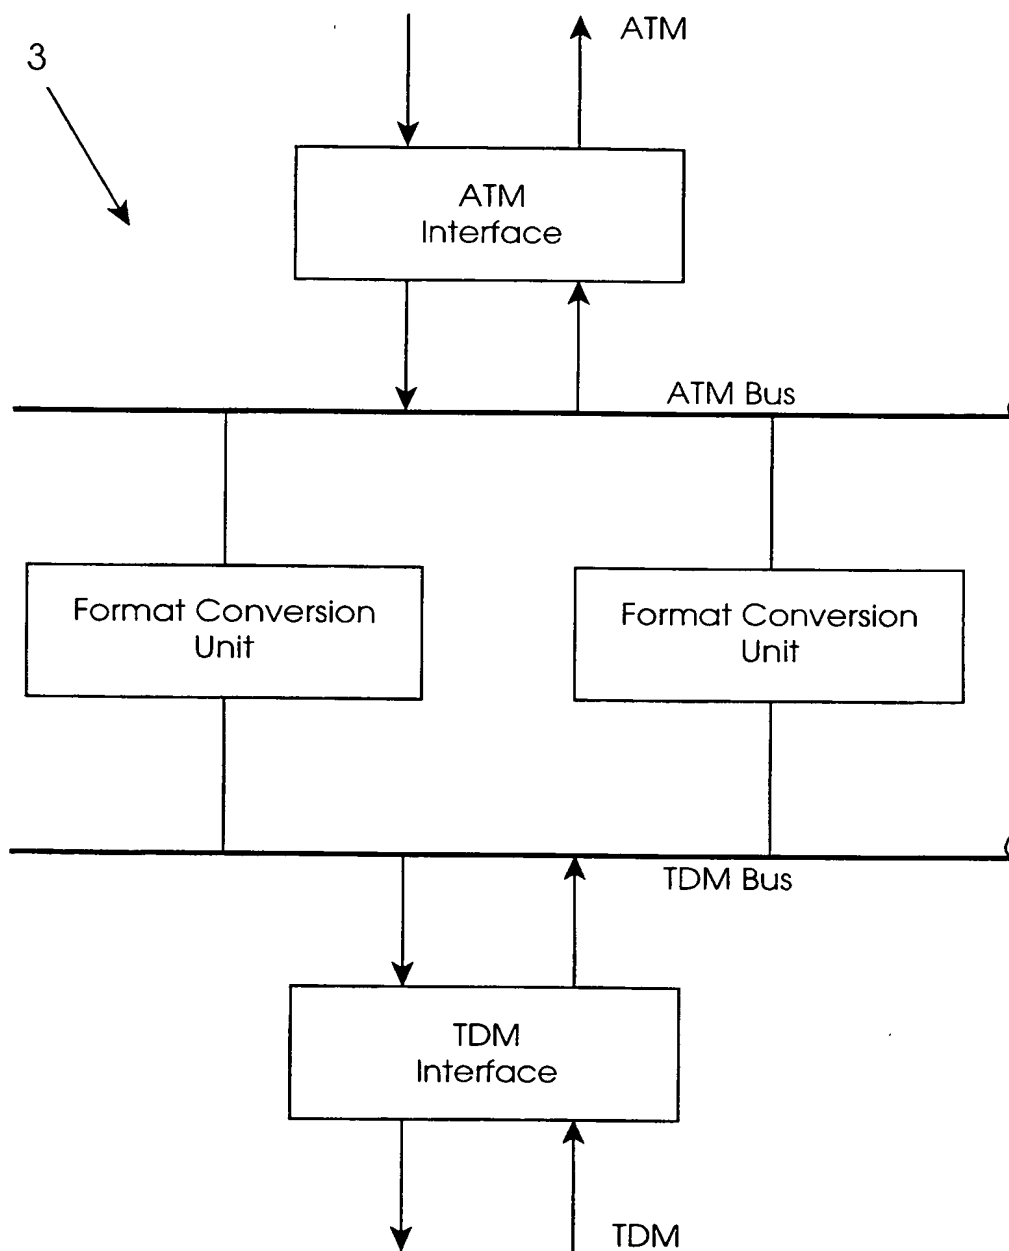 ATM
3
ATM
Interface
ATM Bus
Format Conversion
Unit
Format Conversion
Unit
TDM Bus
TDM
Interface
TDM